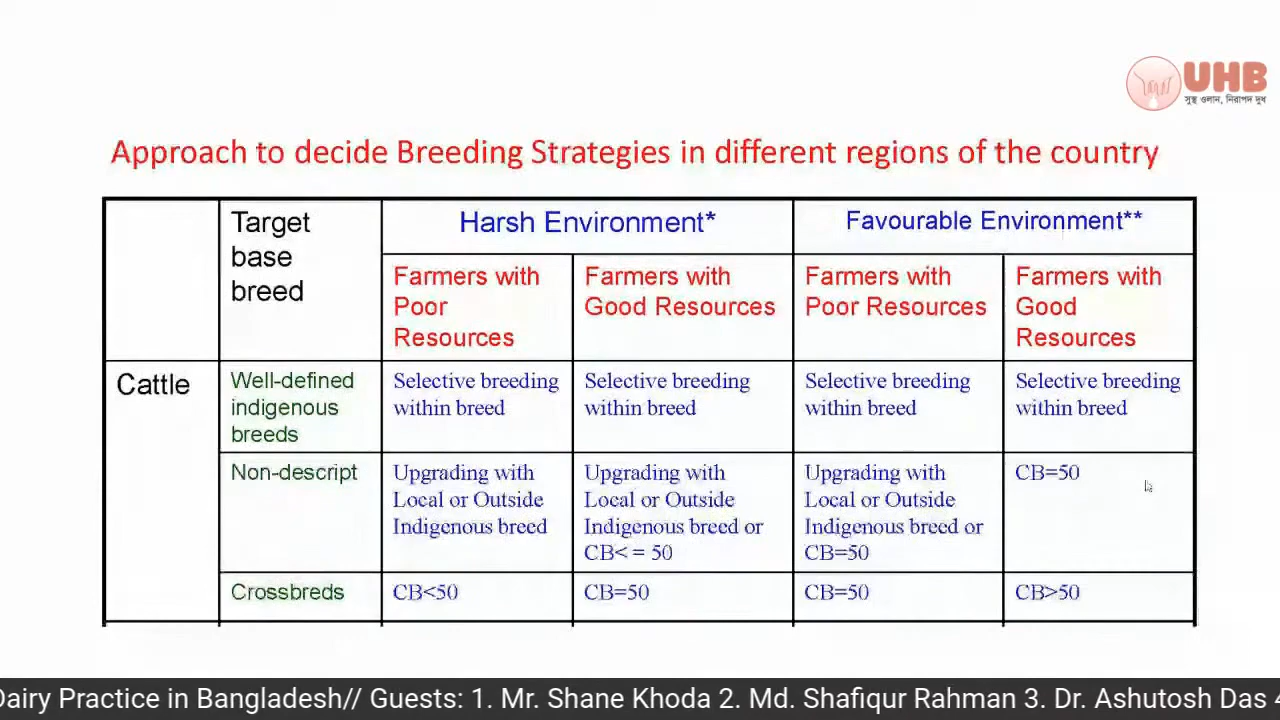 UHB
সুস্থ ওলান, নিরাপদ দুধ
Approach to decide Breeding Strategies in different regions of the country
Target
base
breed
Harsh Environment*
Favourable Environment**
Farmers with
Poor
Resources
Farmers with
Good Resources
Farmers with
Poor Resources
Farmers with
Good
Resources
Cattle
Well-defined
indigenous
breeds
Selective breeding
within breed
Selective breeding
within breed
Selective breeding
within breed
Selective breeding
within breed
Non-descript
Upgrading with
Local or Outside
Indigenous breed
Upgrading with
Local or Outside
Indigenous breed or
CB< = 50
Upgrading with
Local or Outside
Indigenous breed or
CB=50
CB=50
Crossbreds
CB<50
CB=50
CB=50
CB>50
Dairy Practice in Bangladesh// Guests: 1. Mr. Shane Khoda 2. Md. Shafiqur Rahman 3. Dr. Ashutosh Das 4